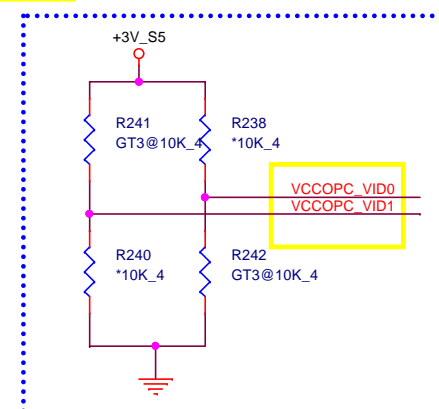 +3V_S5
R241
GT3@10K_4
R238
*10K_4
VCCOPC_VID0
VCCOPC_VID1
R240
*10K_4
R242
GT3@10K_4